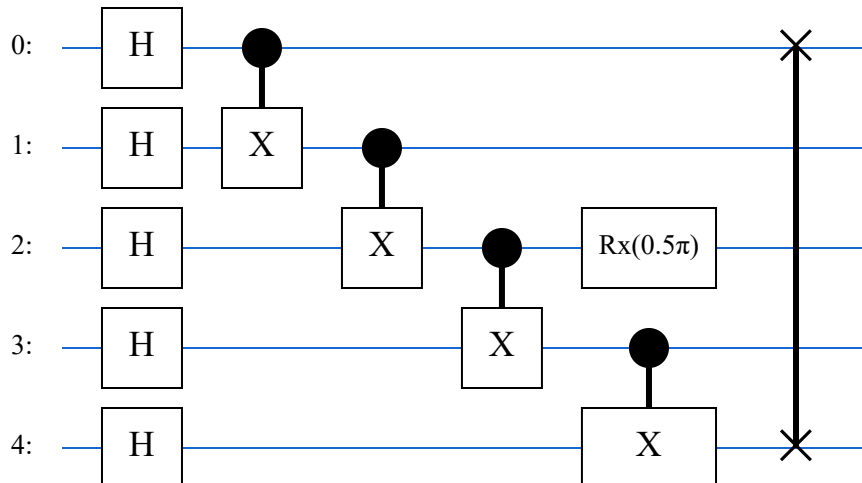 0: H
1: H X
2: H X Rx(0.5π)
3: H X
4: H X